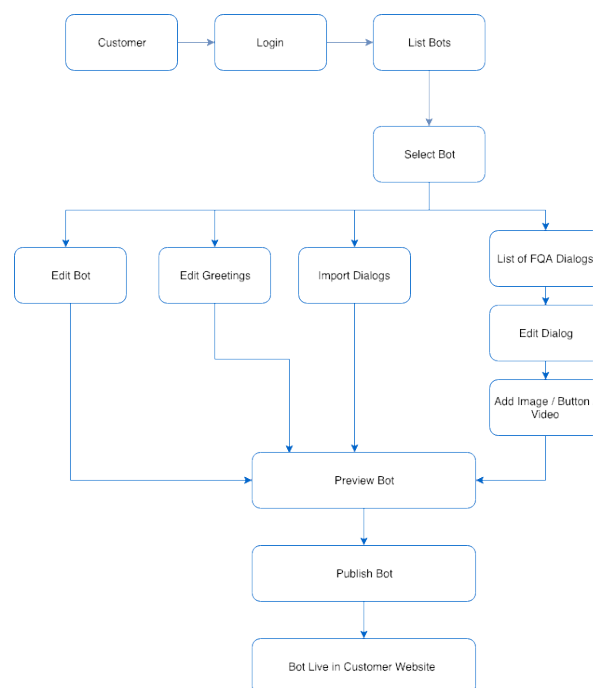 Customer
Login
List Bots
Select Bot
Edit Bot
Edit Greetings
Import Dialogs
List of FQA Dialogs
Edit Dialog
Add Image / Button
Video
Preview Bot
Publish Bot
Bot Live in Customer Website